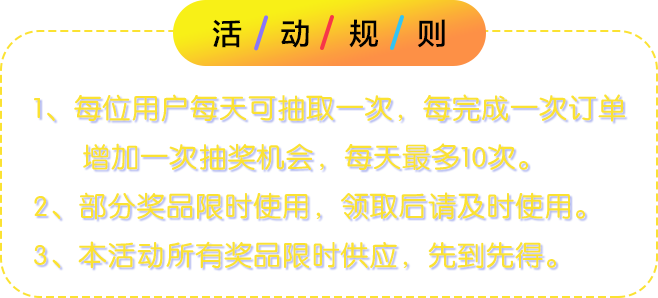 活/动/规/则
1、每位用户每天可抽取一次，每完成一次订单
增加一次抽奖机会，每天最多10次。
2、部分奖品限时使用，领取后请及时使用。
3、本活动所有奖品限时供应，先到先得。